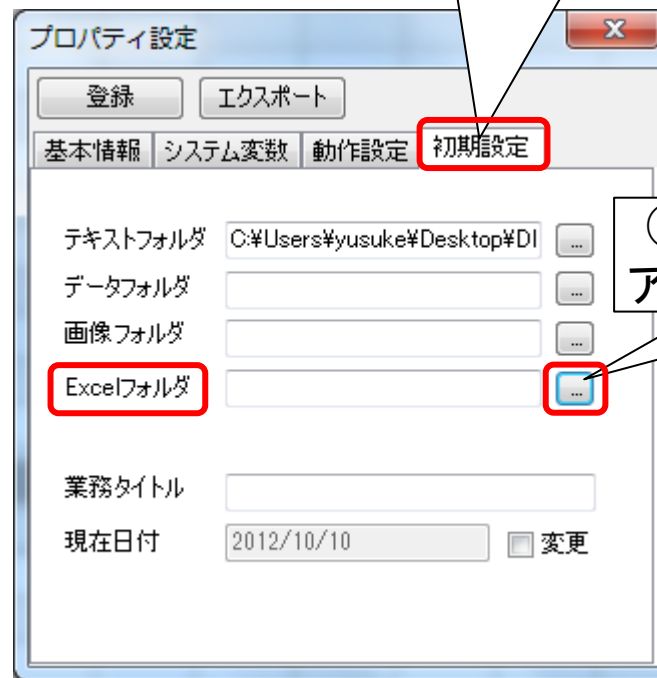 プロパティ設定
登録 エクスポート
基本情報 システム変数 動作設定 初期設定
テキストフォルダ C:¥Users¥yusuke¥Desktop¥DI ...
データフォルダ ...
画像フォルダ ...
Excelフォルダ ...
業務タイトル
現在日付 2012/10/10 変更